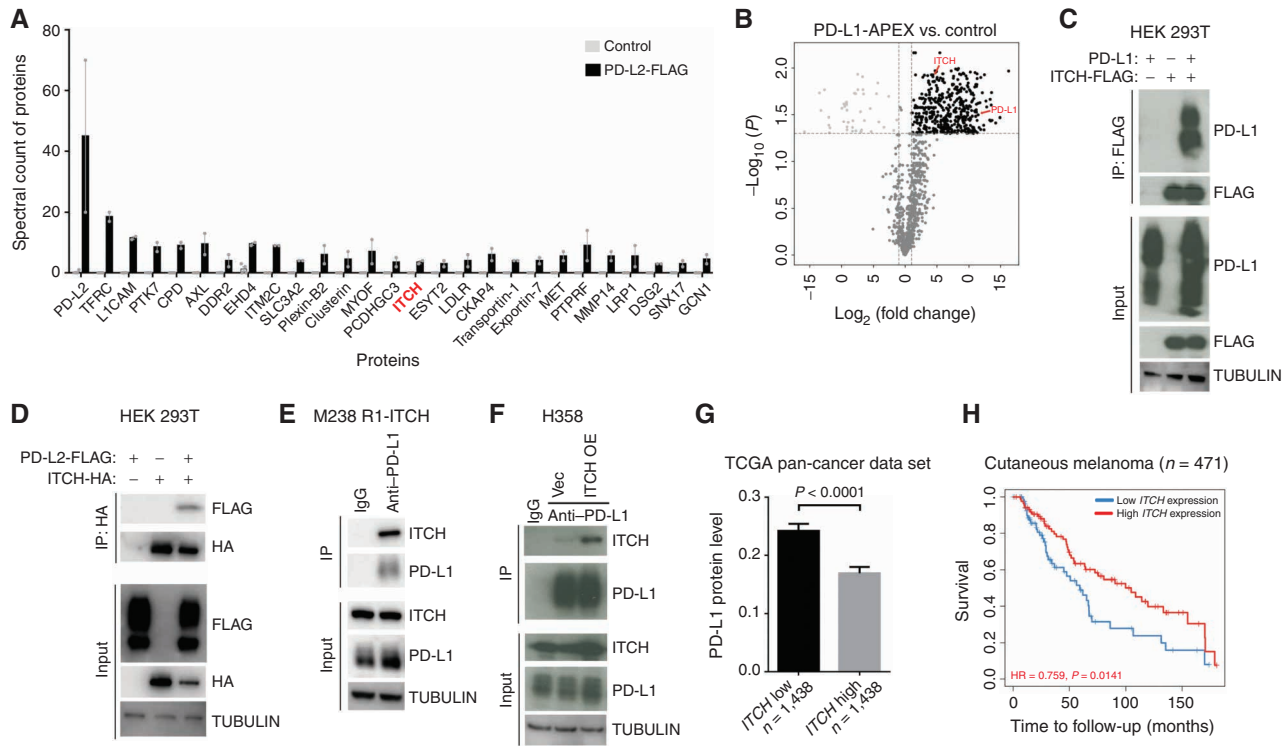 A
80
60
40
20
0
Spectral count of proteins
Control
PD-L2-FLAG
PD-L2
TFRC
L1CAM
PTK7
CPD
AXL
DDR2
EHD4
ITM2C
SLC3A2
Plexin-B2
Clusterin
MYOF
PCDHGC3
ITCH
ESYT2
LDLR
CKAP4
Transportin-1
Exportin-7
MET
PTPRF
MMP14
LRP1
DSG2
SNX17
GCN1
Proteins
B
PD-L1-APEX vs. control
ITCH
PD-L1
2.0
1.5
1.0
0.5
0.0
–Log10 (P)
−15 0 0 0 5 10 15
Log2 (fold change)
C
HEK 293T
PD-L1: + – +
ITCH-FLAG: – + +
IP: FLAG
PD-L1
FLAG
Input
PD-L1
FLAG
TUBULIN
D
HEK 293T
PD-L2-FLAG: + – +
ITCH-HA: – + +
IP: HA
FLAG
HA
Input
FLAG
HA
TUBULIN
E
M238 R1-ITCH
IgG
Anti–PD-L1
IP
ITCH
PD-L1
Input
ITCH
PD-L1
TUBULIN
F
H358
IgG
Vec
ITCH OE
Anti–PD-L1
IP
ITCH
PD-L1
Input
ITCH
PD-L1
TUBULIN
G
TCGA pan-cancer data set
P < 0.0001
0.3
0.2
0.1
0.0
PD-L1 protein level
ITCH low
n = 1,438
ITCH high
n = 1,438
H
Cutaneous melanoma (n = 471)
Low ITCH expression
High ITCH expression
1.0
0.8
0.6
0.4
0.2
0.0
Survival
HR = 0.759, P = 0.0141
0 50 100 150
Time to follow-up (months)